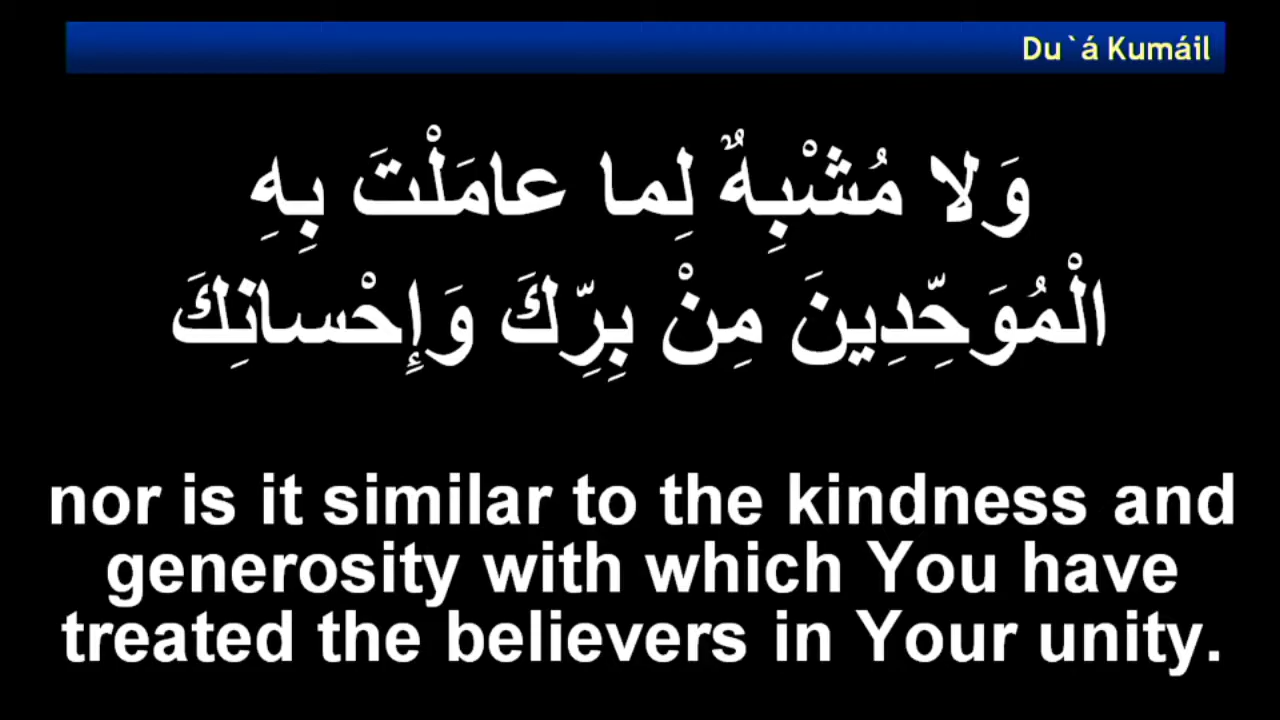 Du`á Kumáil
وَلا مُشْبِهٌ لِما عامَلْتَ بِهِ
الْمُوَحِّدِينَ مِنْ بِرِّكَ وَإِحْسانِكَ
nor is it similar to the kindness and
generosity with which You have
treated the believers in Your unity.